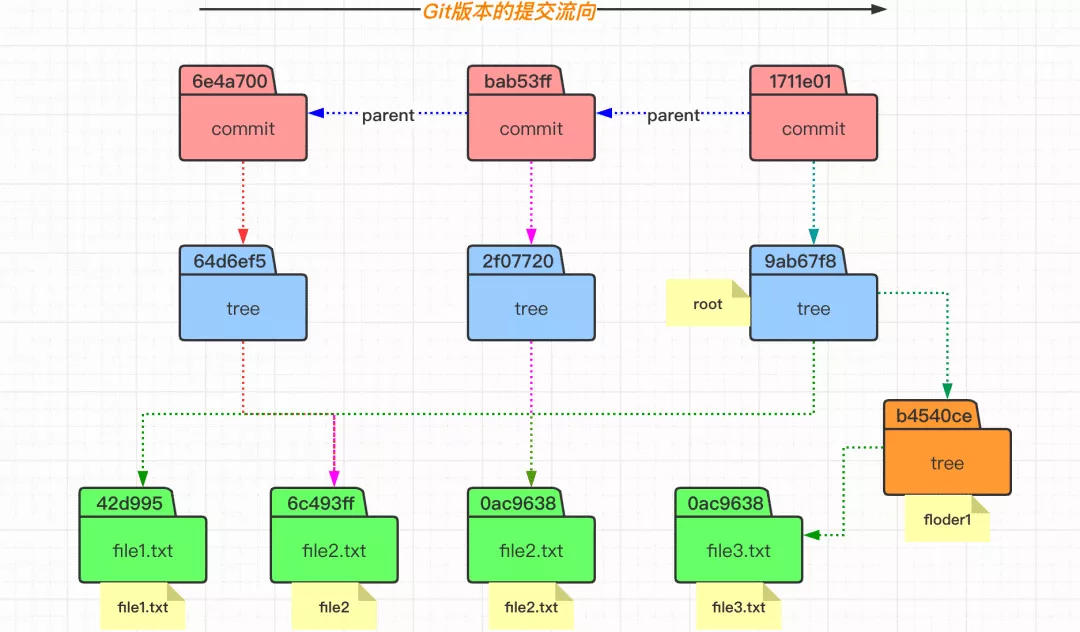 Git版本的提交流向
6e4a700
commit
parent
bab53ff
commit
parent
1711e01
commit
64d6ef5
tree
2f07720
tree
root
9ab67f8
tree
b4540ce
tree
floder1
42d995
file1.txt
file1.txt
6c493ff
file2.txt
file2
0ac9638
file2.txt
file2.txt
0ac9638
file3.txt
file3.txt